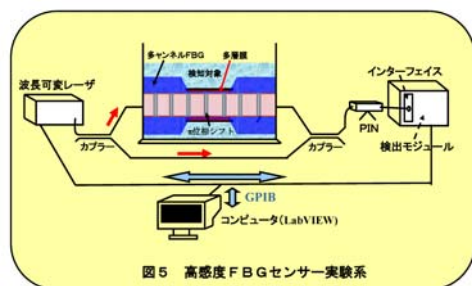 多チャンネルFBG
多層膜
検知対象
波長可変レーザ
インターフェイス
π位相シフト
カプラー
カプラー
PIN
検出モジュール
GPIB
コンピュータ(LabVIEW)
図5 高感度FBGセンサー実験系